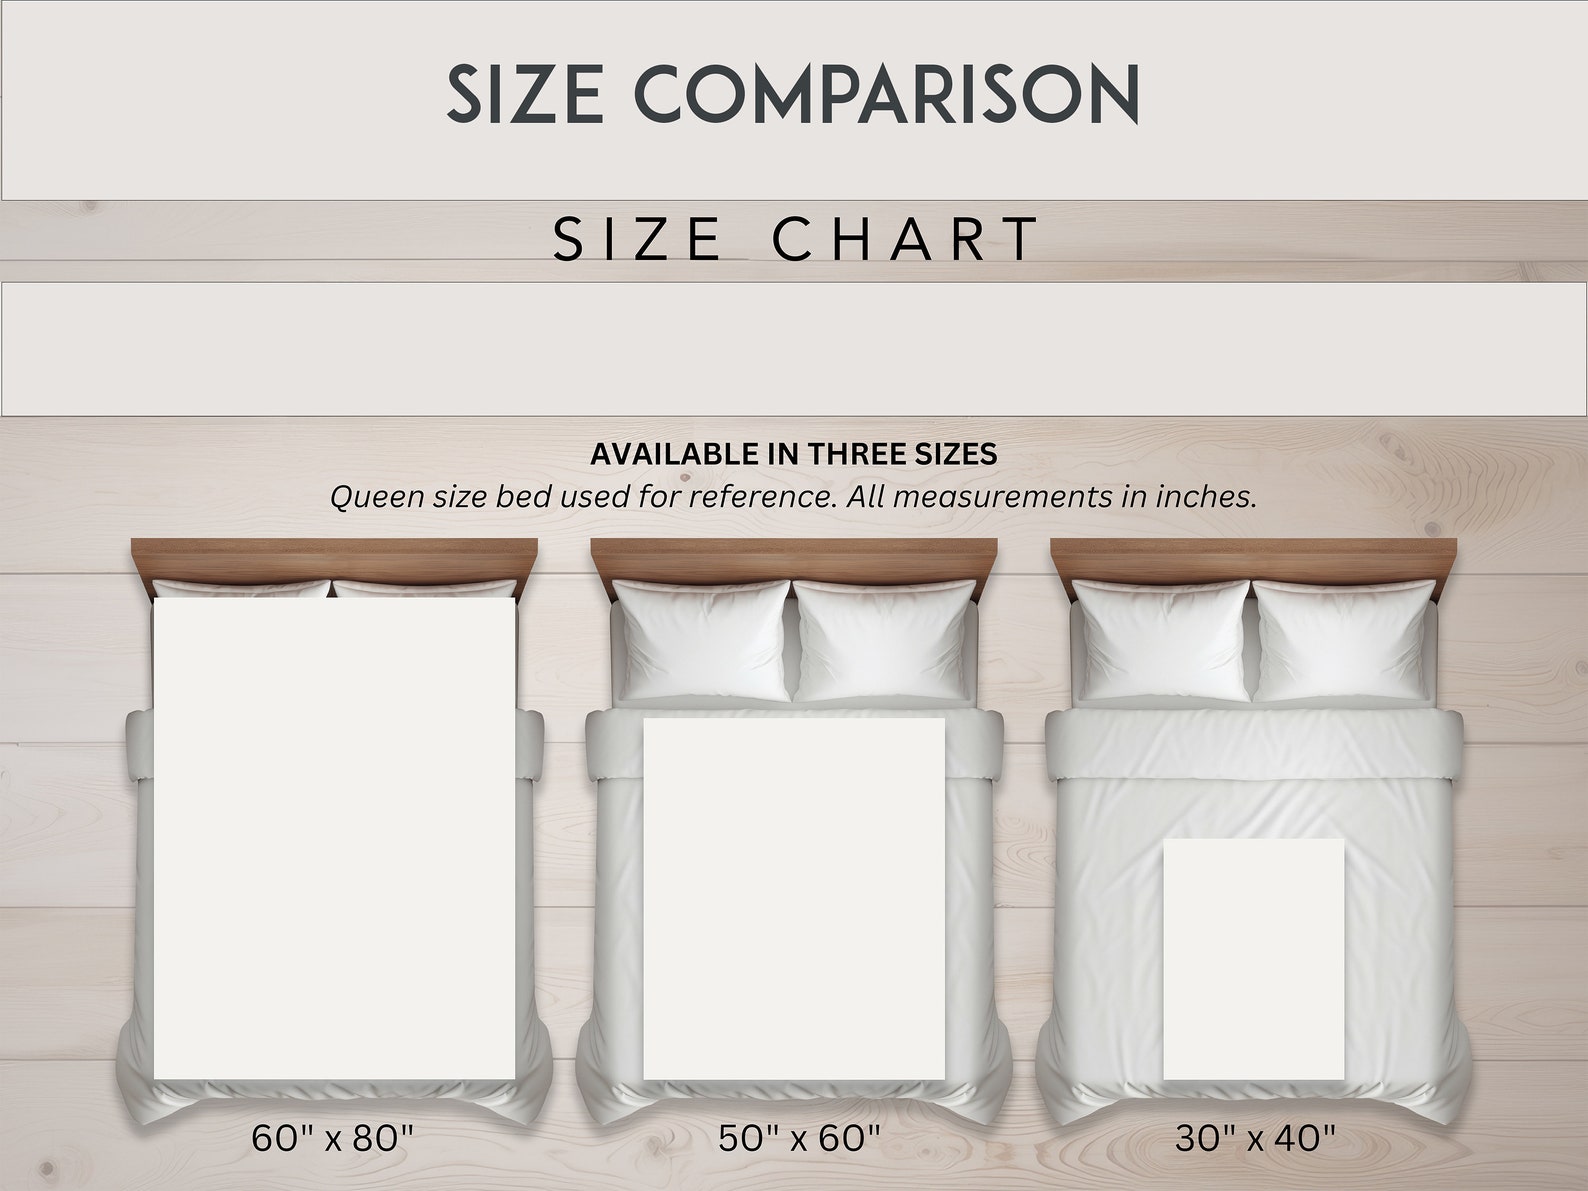 SIZE COMPARISON
SIZE CHART
AVAILABLE IN THREE SIZES
Queen size bed used for reference. All measurements in inches.
60" x 80"
50" x 60"
30" x 40"